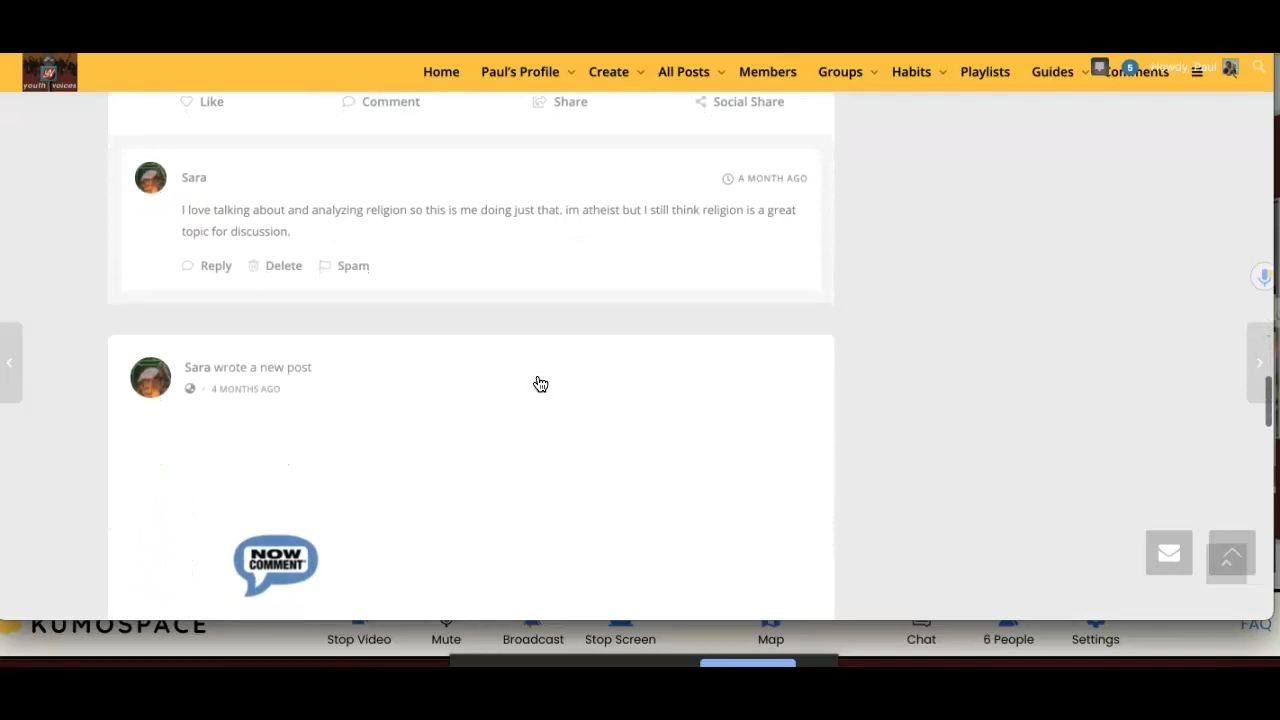 youth voices
Home Paul's Profile Create All Posts Members Groups Habits Playlists Guides Comments
5 Howdy, Paul
Like Comment Share Social Share
Sara A MONTH AGO
I love talking about and analyzing religion so this is me doing just that, im atheist but I still think religion is a great
topic for discussion.
Reply Delete Spam
Sara wrote a new post
4 MONTHS AGO
NOW
COMMENT
KUMOSPACE
Stop Video Mute Broadcast Stop Screen Map Chat 6 People Settings
FAQ